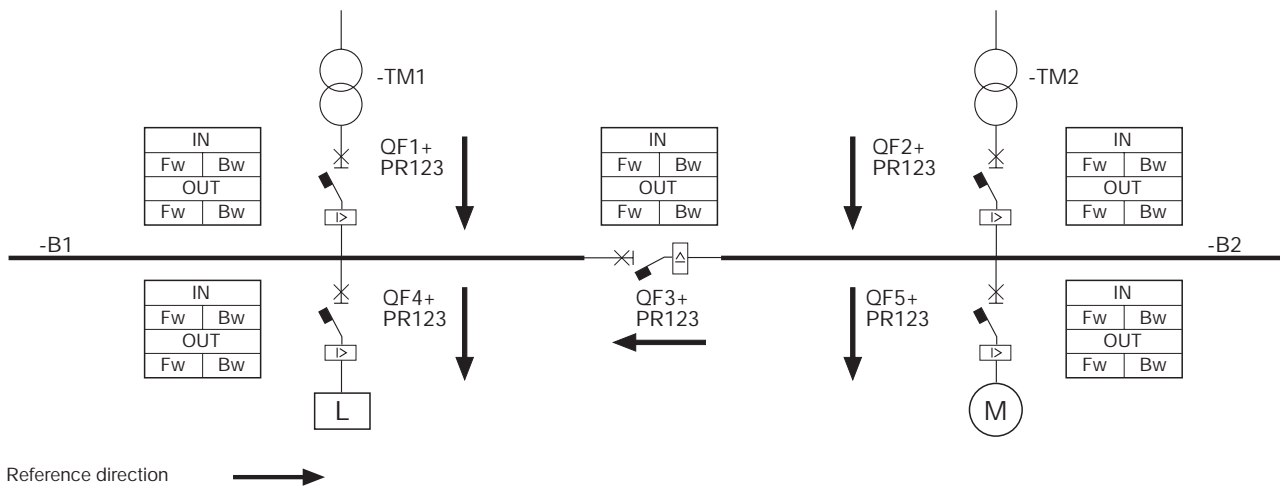 -TM1
-TM2
IN
Fw Bw
OUT
Fw Bw
QF1+
PR123
IN
Fw Bw
OUT
Fw Bw
QF2+
PR123
IN
Fw Bw
OUT
Fw Bw
I>
I>
-B1
-B2
I>
IN
Fw Bw
OUT
Fw Bw
QF4+
PR123
QF3+
PR123
QF5+
PR123
IN
Fw Bw
OUT
Fw Bw
I>
I>
L
M
Reference direction